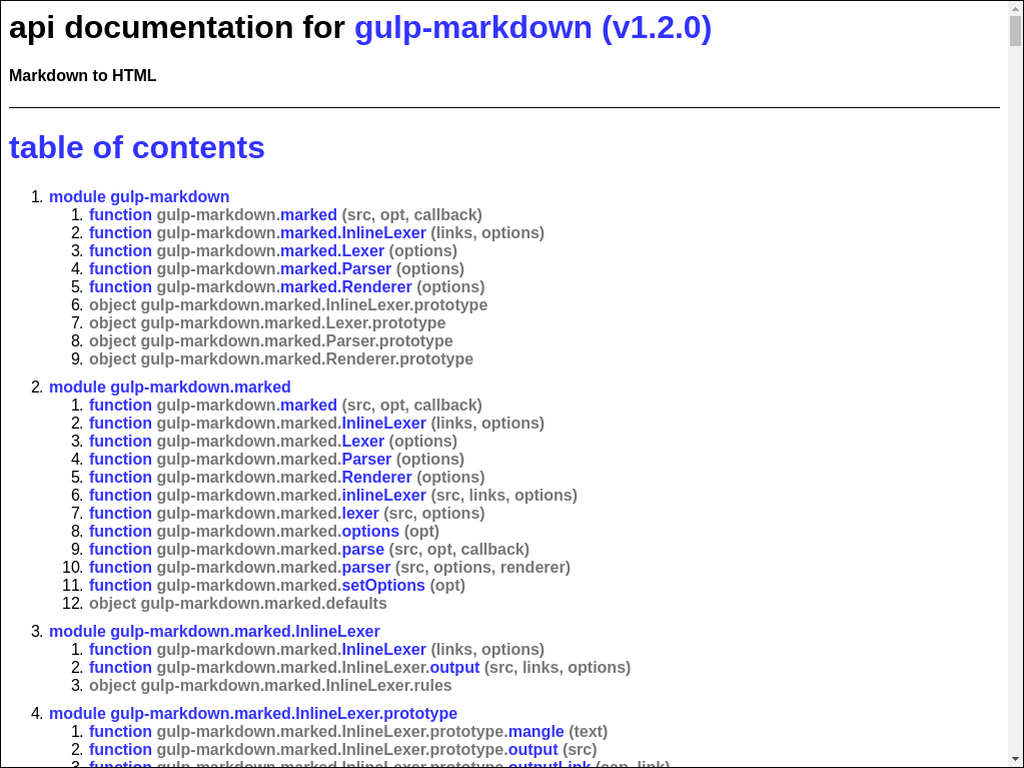 api documentation for gulp-markdown (v1.2.0)
Markdown to HTML
table of contents
1. module gulp-markdown
1. function gulp-markdown.marked (src, opt, callback)
2. function gulp-markdown.marked.InlineLexer (links, options)
3. function gulp-markdown.marked.Lexer (options)
4. function gulp-markdown.marked.Parser (options)
5. function gulp-markdown.marked.Renderer (options)
6. object gulp-markdown.marked.InlineLexer.prototype
7. object gulp-markdown.marked.Lexer.prototype
8. object gulp-markdown.marked.Parser.prototype
9. object gulp-markdown.marked.Renderer.prototype
2. module gulp-markdown.marked
1. function gulp-markdown.marked (src, opt, callback)
2. function gulp-markdown.marked.InlineLexer (links, options)
3. function gulp-markdown.marked.Lexer (options)
4. function gulp-markdown.marked.Parser (options)
5. function gulp-markdown.marked.Renderer (options)
6. function gulp-markdown.marked.inlineLexer (src, links, options)
7. function gulp-markdown.marked.lexer (src, options)
8. function gulp-markdown.marked.options (opt)
9. function gulp-markdown.marked.parse (src, opt, callback)
10. function gulp-markdown.marked.parser (src, options, renderer)
11. function gulp-markdown.marked.setOptions (opt)
12. object gulp-markdown.marked.defaults
3. module gulp-markdown.marked.InlineLexer
1. function gulp-markdown.marked.InlineLexer (links, options)
2. function gulp-markdown.marked.InlineLexer.output (src, links, options)
3. object gulp-markdown.marked.InlineLexer.rules
4. module gulp-markdown.marked.InlineLexer.prototype
1. function gulp-markdown.marked.InlineLexer.prototype.mangle (text)
2. function gulp-markdown.marked.InlineLexer.prototype.output (src)
3. function gulp-markdown.marked.InlineLexer.prototype.outputLink (cap, link)